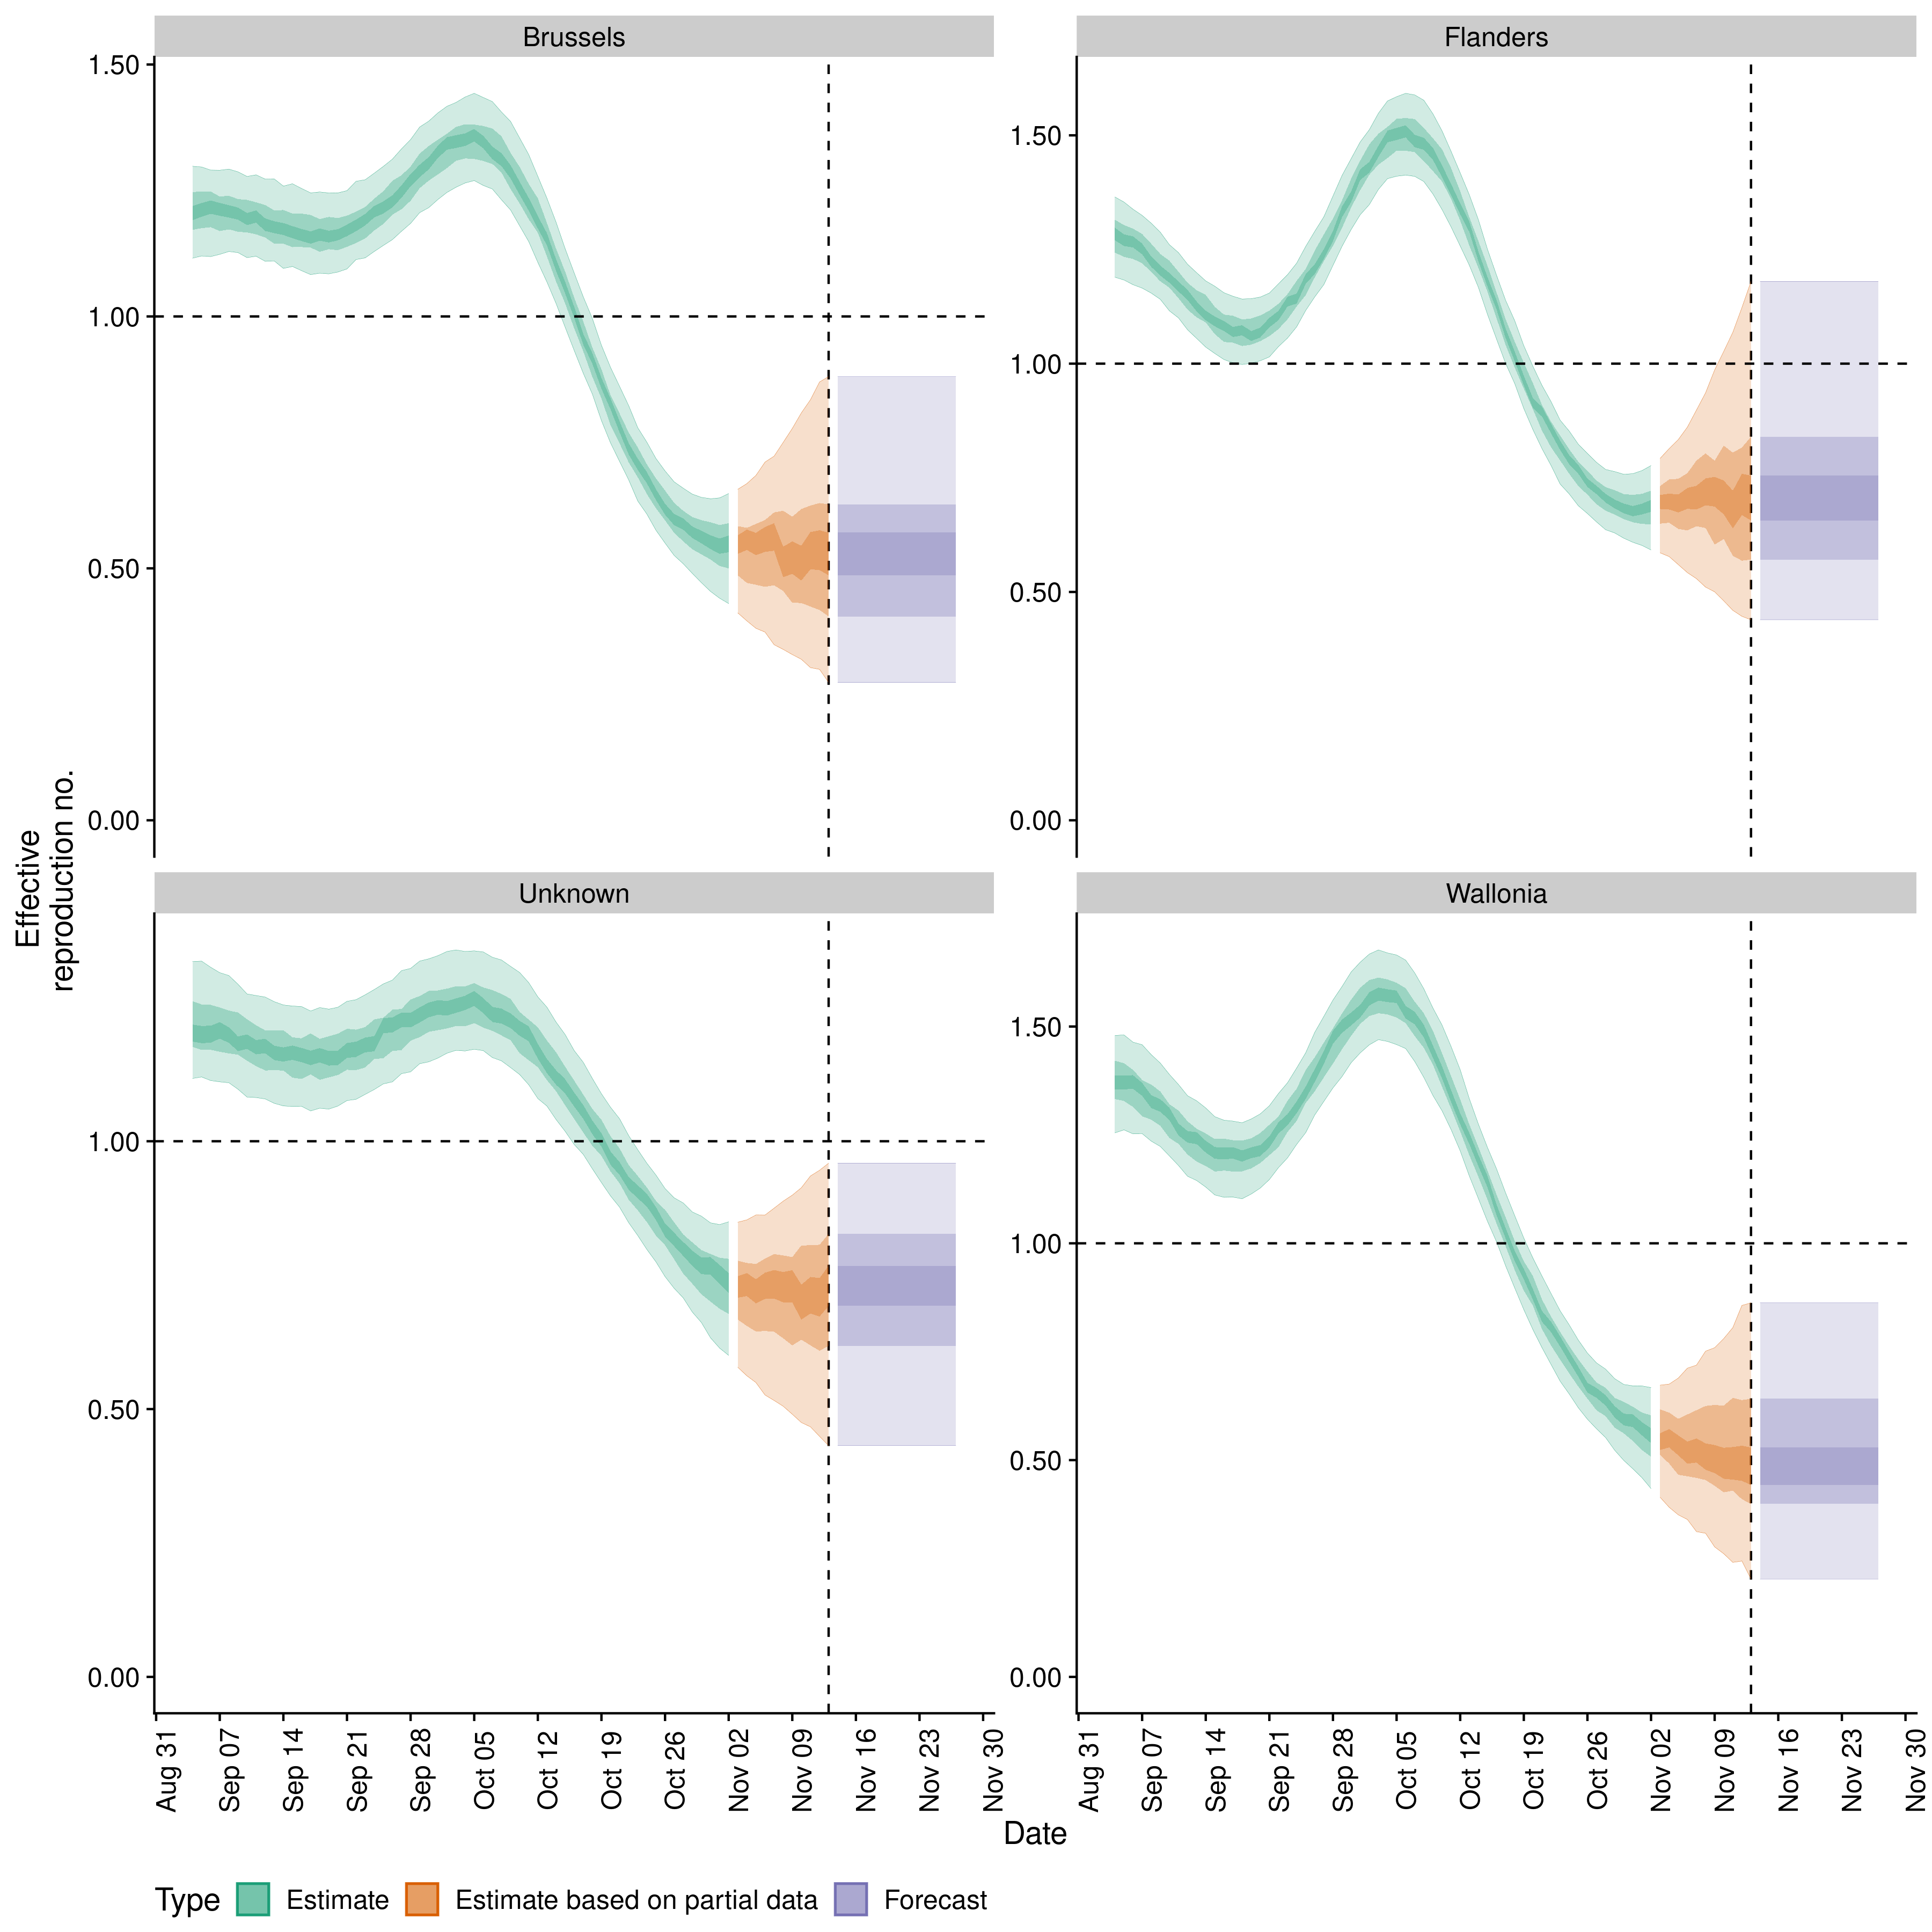 Brussels
Flanders
1.50
1.00
0.50
0.00
1.50
1.00
0.50
0.00
Effective
reproduction no.
Unknown
Wallonia
1.00
0.50
0.00
1.50
1.00
0.50
0.00
Aug 31
Sep 07
Sep 14
Sep 21
Sep 28
Oct 05
Oct 12
Oct 19
Oct 26
Nov 02
Nov 09
Nov 16
Nov 23
Nov 30
Aug 31
Sep 07
Sep 14
Sep 21
Sep 28
Oct 05
Oct 12
Oct 19
Oct 26
Nov 02
Nov 09
Nov 16
Nov 23
Nov 30
Date
Type Estimate Estimate based on partial data Forecast